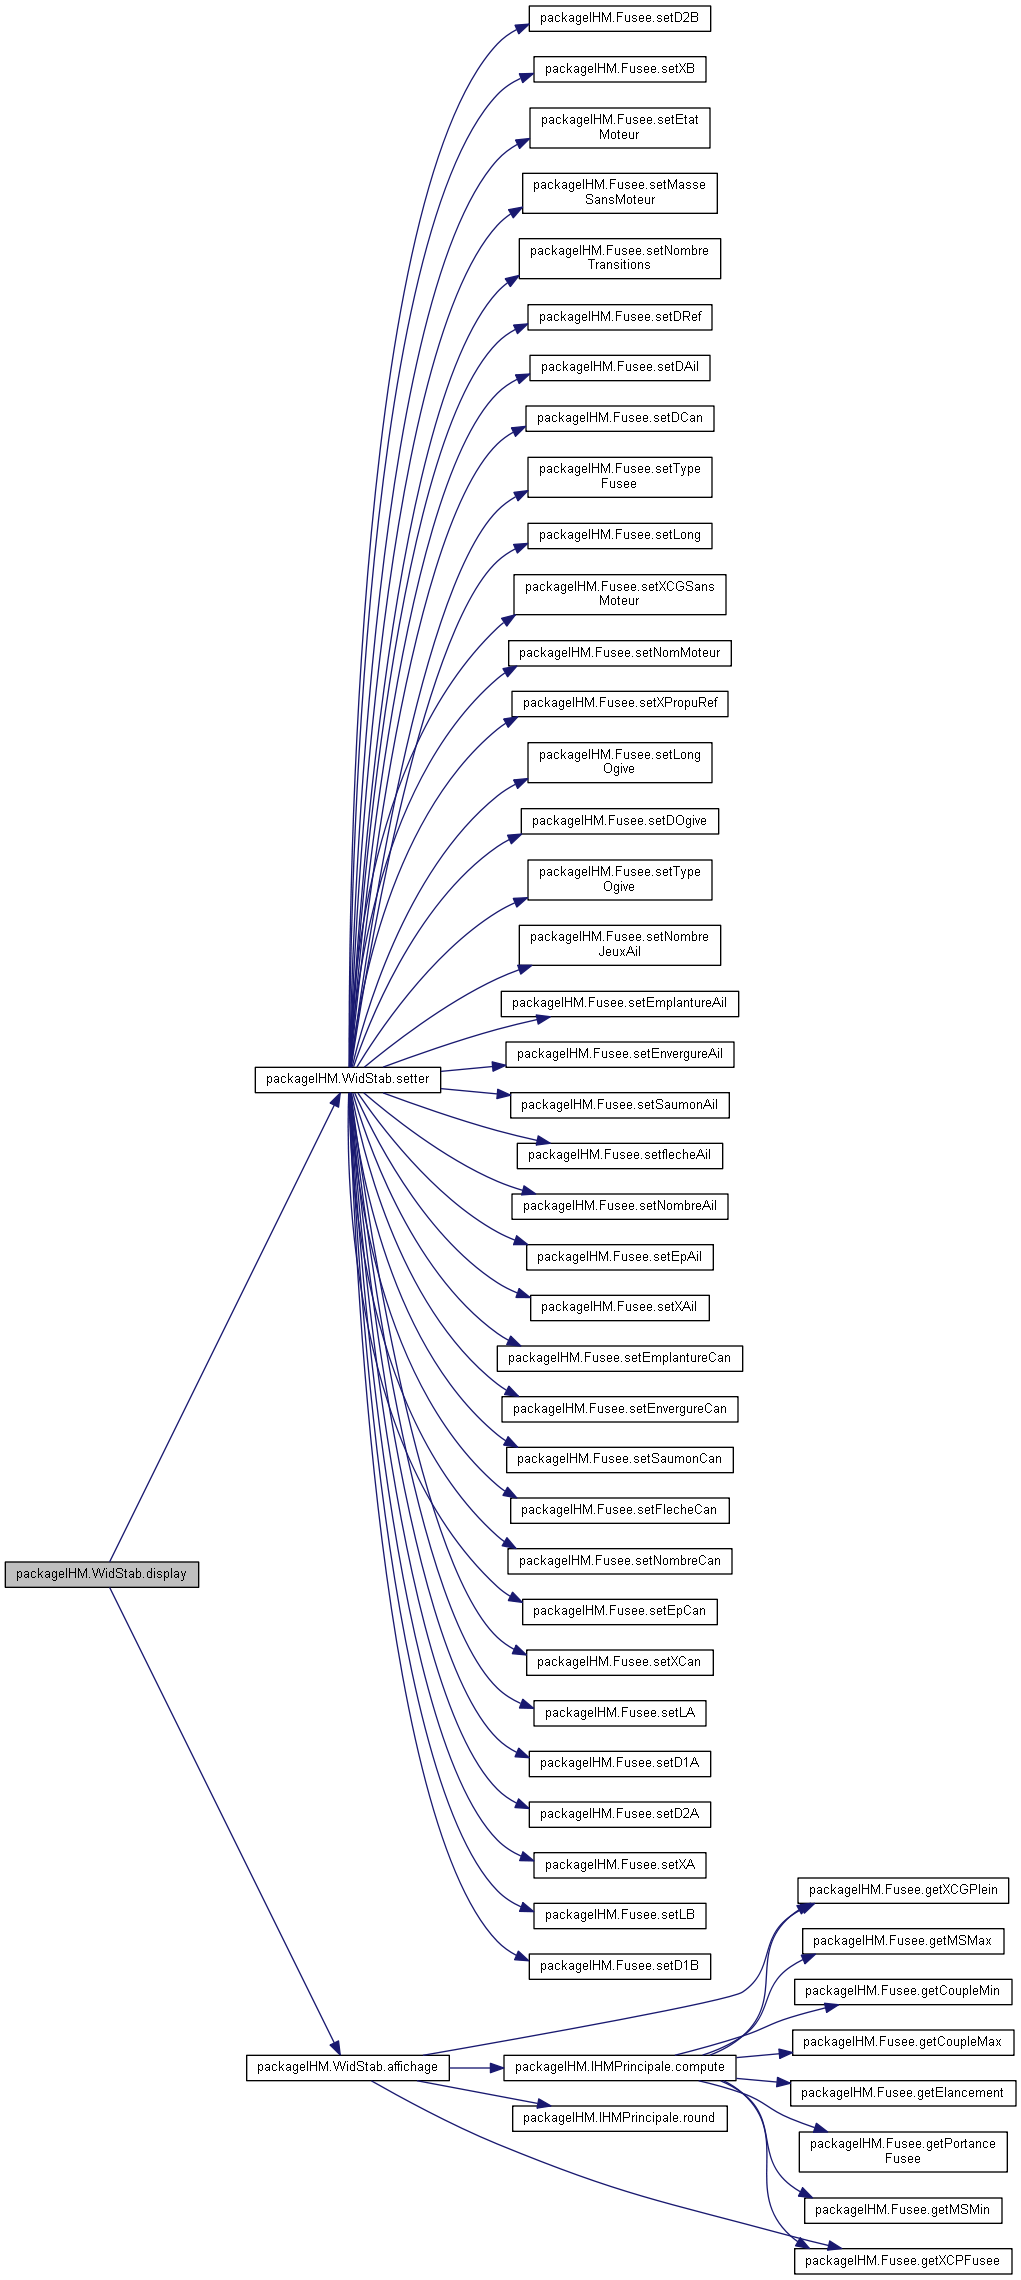 packageIHM.Fusee.setD2B
packageIHM.Fusee.setXB
packageIHM.Fusee.setEtat
Moteur
packageIHM.Fusee.setMasse
SansMoteur
packageIHM.Fusee.setNombre
Transitions
packageIHM.Fusee.setDRef
packageIHM.Fusee.setDAil
packageIHM.Fusee.setDCan
packageIHM.Fusee.setType
Fusee
packageIHM.Fusee.setLong
packageIHM.Fusee.setXCGSans
Moteur
packageIHM.Fusee.setNomMoteur
packageIHM.Fusee.setXPropuRef
packageIHM.Fusee.setLong
Ogive
packageIHM.Fusee.setDOgive
packageIHM.Fusee.setType
Ogive
packageIHM.Fusee.setNombre
JeuxAil
packageIHM.Fusee.setEmplantureAil
packageIHM.Fusee.setEnvergureAil
packageIHM.WidStab.setter
packageIHM.Fusee.setSaumonAil
packageIHM.Fusee.setflecheAil
packageIHM.Fusee.setNombreAil
packageIHM.Fusee.setEpAil
packageIHM.Fusee.setXAil
packageIHM.Fusee.setEmplantureCan
packageIHM.Fusee.setEnvergureCan
packageIHM.Fusee.setSaumonCan
packageIHM.Fusee.setFlecheCan
packageIHM.Fusee.setNombreCan
packageIHM.WidStab.display
packageIHM.Fusee.setEpCan
packageIHM.Fusee.setXCan
packageIHM.Fusee.setLA
packageIHM.Fusee.setD1A
packageIHM.Fusee.setD2A
packageIHM.Fusee.setXA
packageIHM.Fusee.getXCGPlein
packageIHM.Fusee.setLB
packageIHM.Fusee.getMSMax
packageIHM.Fusee.setD1B
packageIHM.Fusee.getCoupleMin
packageIHM.Fusee.getCoupleMax
packageIHM.WidStab.affichage
packageIHM.IHMPrincipale.compute
packageIHM.Fusee.getElancement
packageIHM.IHMPrincipale.round
packageIHM.Fusee.getPortance
Fusee
packageIHM.Fusee.getMSMin
packageIHM.Fusee.getXCPFusee